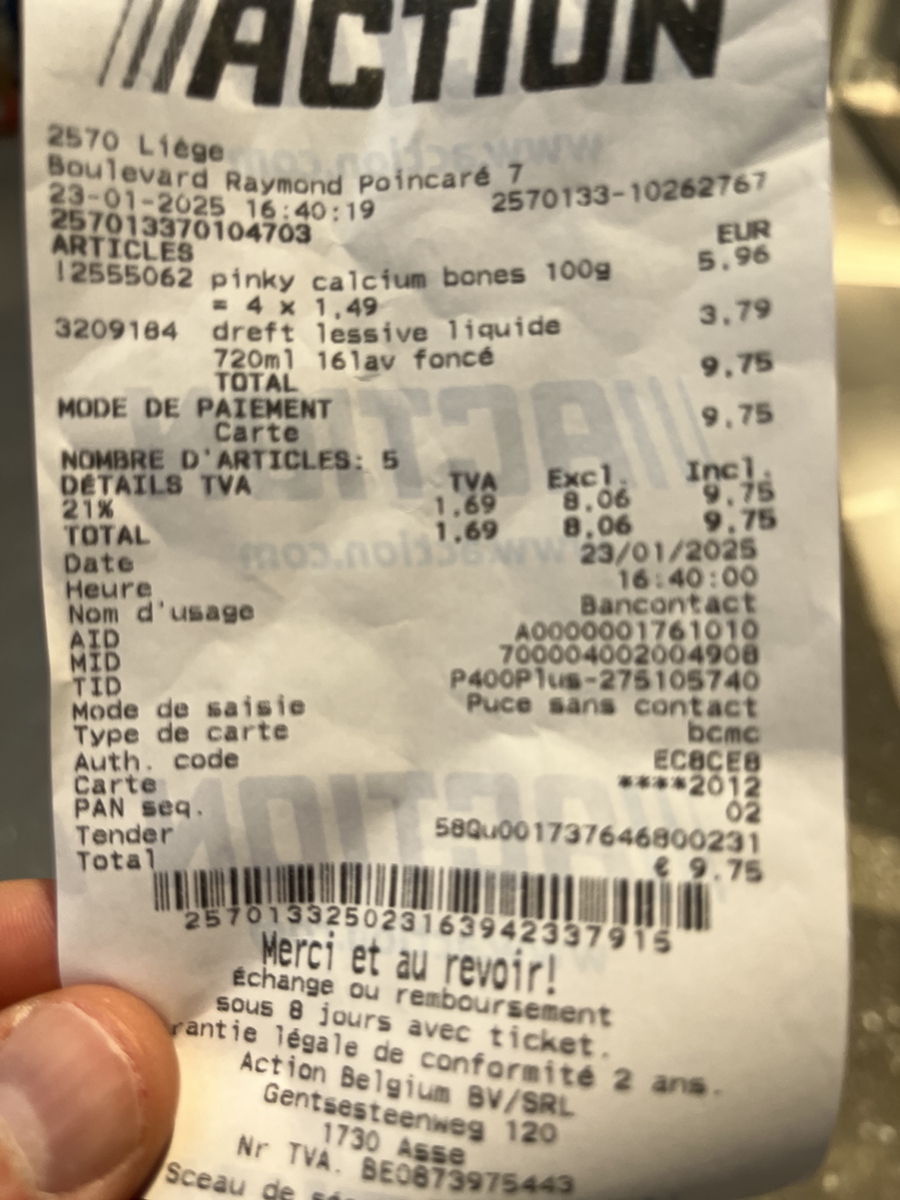 ACTION
2570 Liége
Boulevard Raymond Poincaré 7
23-01-2025 16:40:19 2570133-10262767
257013370104703
ARTICLES EUR
!2555062 pinky calcium bones 100g 5.96
= 4 x 1,49
3209184 dreft lessive liquide 3.79
720ml 16lav foncé
TOTAL 9.75
MODE DE PAIEMENT
Carte 9.75
NOMBRE D'ARTICLES: 5
DÉTAILS TVA TVA Excl. Incl.
21% 1.69 8.06 9.75
TOTAL 1.69 8.06 9.75
Date 23/01/2025
Heure 16:40:00
Nom d'usage Bancontact
AID A0000001761010
MID 700004002004908
TID P400Plus-275105740
Mode de saisie Puce sans contact
Type de carte bcmc
Auth. code EC8CE8
Carte ****2012
PAN seq. 02
Tender 58Qu001737646800231
Total € 9.75
2570133250231639423379​15
Merci et au revoir!
Échange ou remboursement
sous 8 jours avec ticket.
rantie légale de conformité 2 ans.
Action Belgium BV/SRL
Gentsesteenweg 120
1730 Asse
Nr TVA. BE0873975443
Sceau de